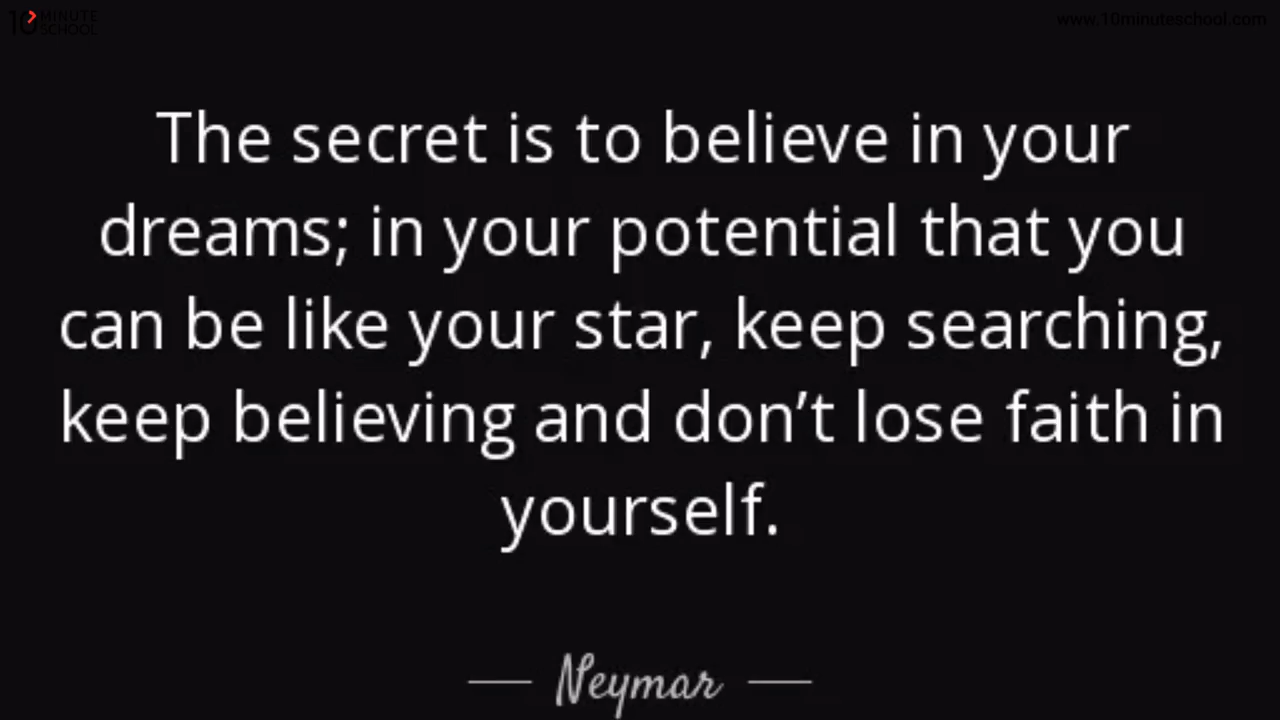 10 MINUTE SCHOOL
www.10minuteschool.com
The secret is to believe in your
dreams; in your potential that you
can be like your star, keep searching,
keep believing and don’t lose faith in
yourself.
Neymar